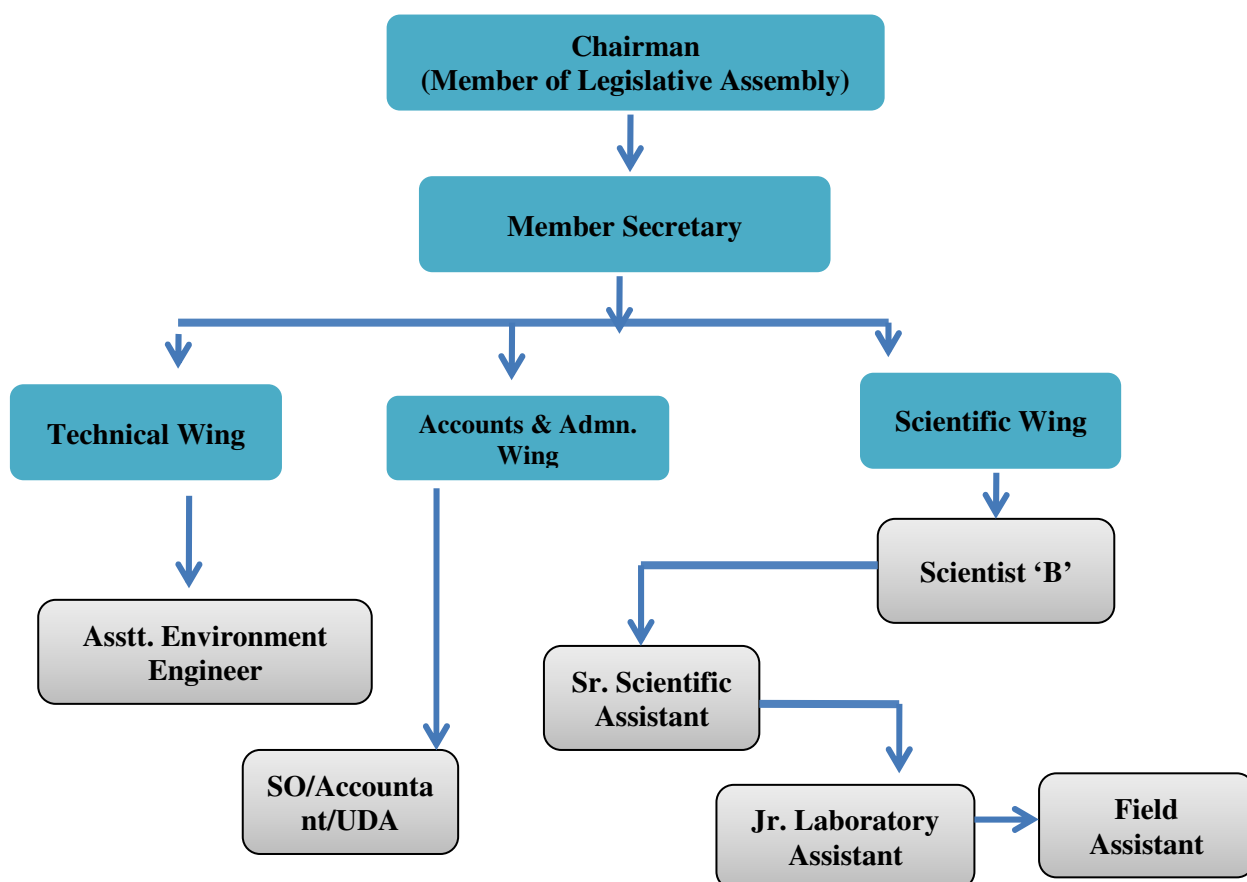 Chairman
(Member of Legislative Assembly)
Member Secretary
Technical Wing
Accounts & Admn.
Wing
Scientific Wing
Scientist ‘B’
Asstt. Environment
Engineer
Sr. Scientific
Assistant
SO/Accounta
nt/UDA
Jr. Laboratory
Assistant
Field
Assistant